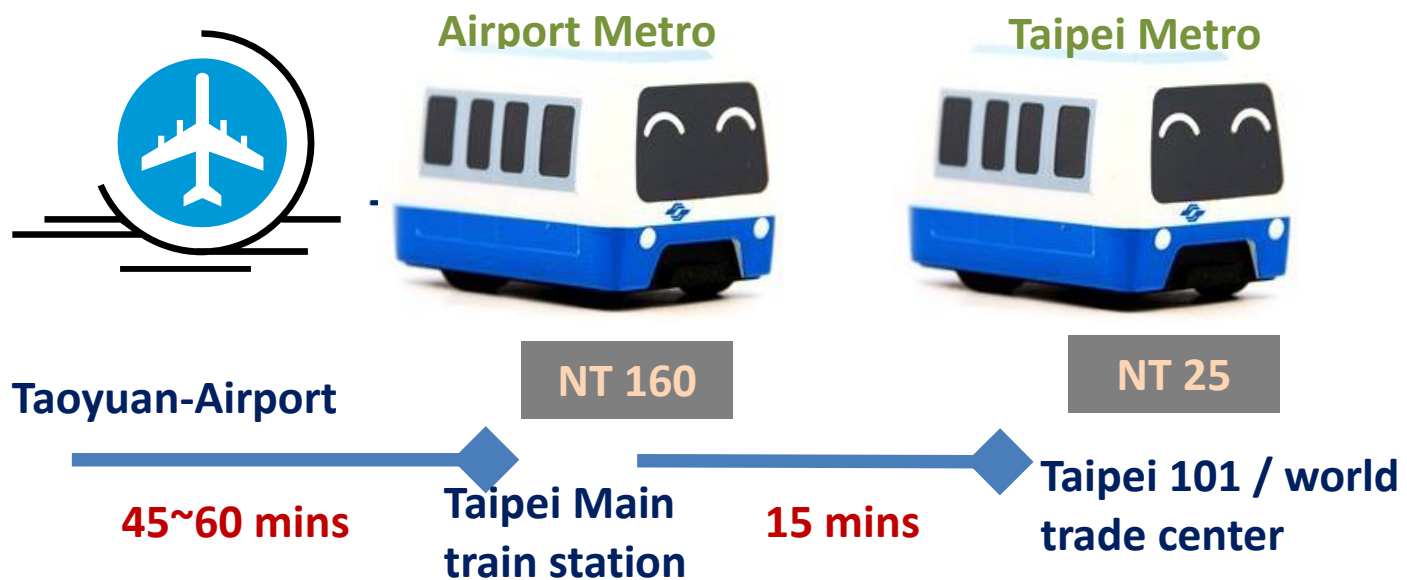 Airport Metro
Taipei Metro
NT 160
NT 25
Taoyuan-Airport
45~60 mins
Taipei Main
train station
15 mins
Taipei 101 / world
trade center